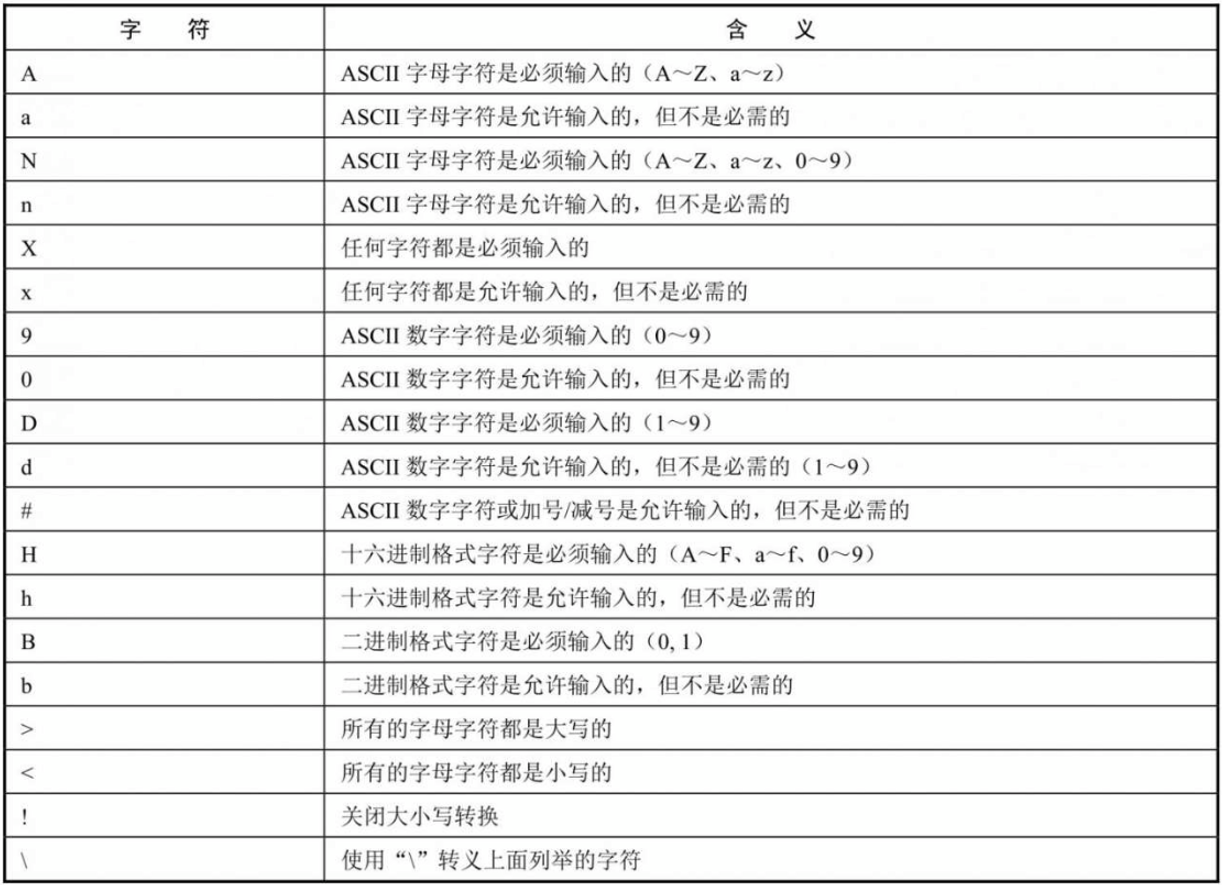 字 符 含 义
A ASCII 字母字符是必须输入的（A～Z、a～z）
a ASCII 字母字符是允许输入的，但不是必需的
N ASCII 字母字符是必须输入的（A～Z、a～z、0～9）
n ASCII 字母字符是允许输入的，但不是必需的
X 任何字符都是必须输入的
x 任何字符都是允许输入的，但不是必需的
9 ASCII 数字字符是必须输入的（0～9）
0 ASCII 数字字符是允许输入的，但不是必需的
D ASCII 数字字符是必须输入的（1～9）
d ASCII 数字字符是允许输入的，但不是必需的（1～9）
# ASCII 数字字符或加号/减号是允许输入的，但不是必需的
H 十六进制格式字符是必须输入的（A～F、a～f、0～9）
h 十六进制格式字符是允许输入的，但不是必需的
B 二进制格式字符是必须输入的（0, 1）
b 二进制格式字符是允许输入的，但不是必需的
> 所有的字母字符都是大写的
< 所有的字母字符都是小写的
! 关闭大小写转换
\ 使用“\”转义上面列举的字符